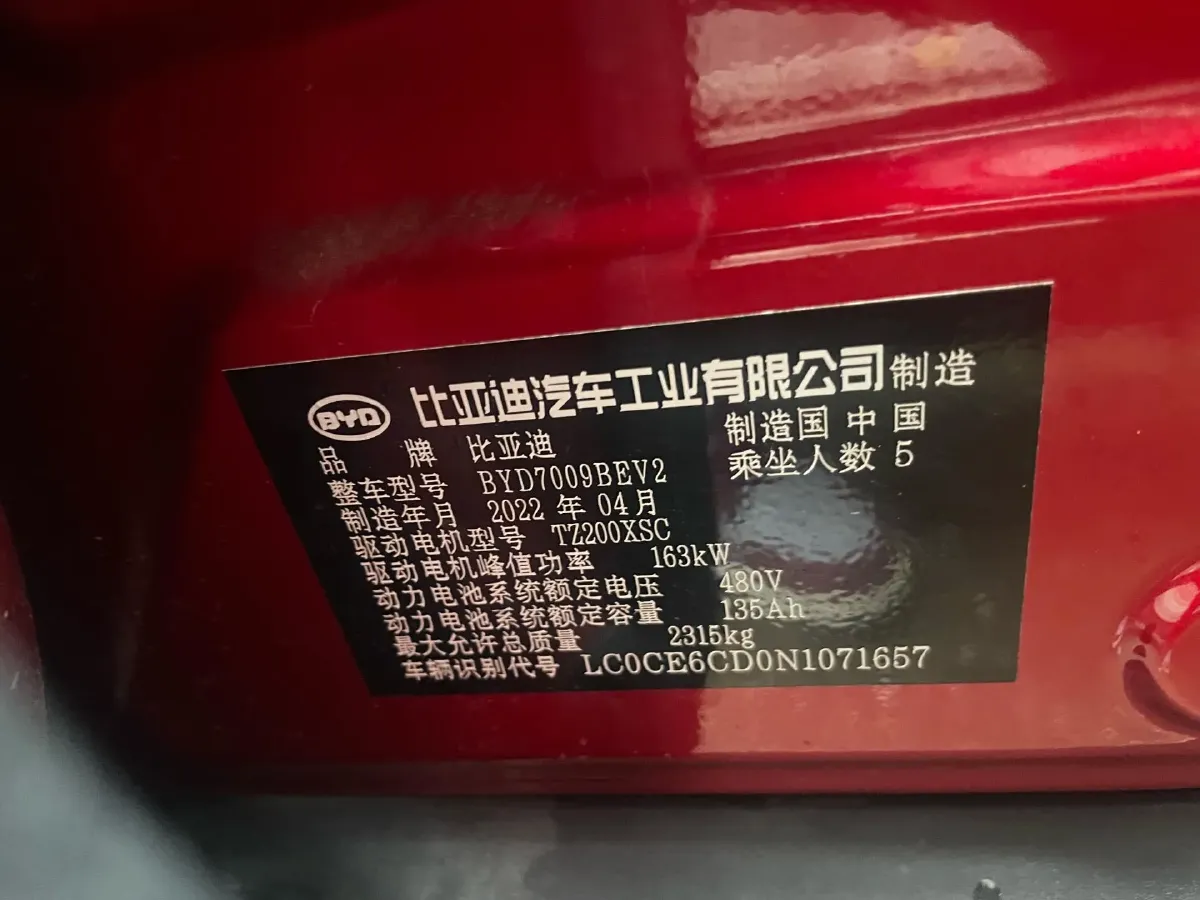 BYD 比亚迪汽车工业有限公司制造
品 牌 比亚迪 制造国 中国
整车型号 BYD7009BEV2 乘坐人数 5
制造年月 2022 年 04 月
驱动电机型号 TZ200XSC
驱动电机峰值功率 163kW
动力电池系统额定电压 480V
动力电池系统额定容量 135Ah
最大允许总质量 2315kg
车辆识别代号 LC0CE6CD0N1071657